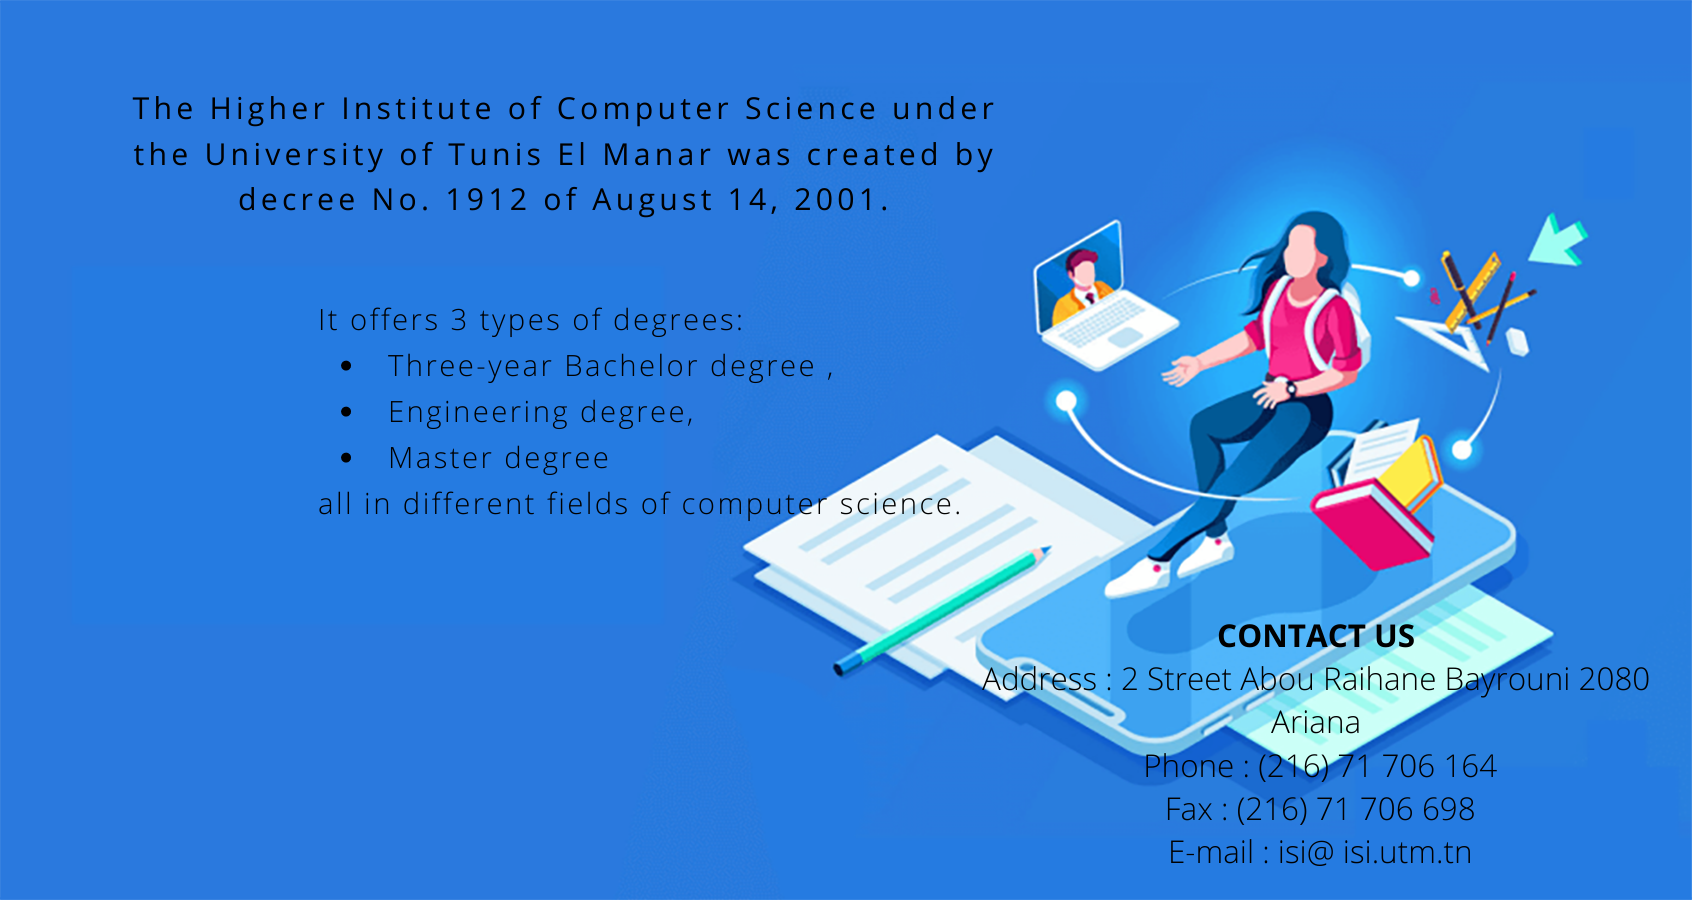 The Higher Institute of Computer Science under
the University of Tunis El Manar was created by
decree No. 1912 of August 14, 2001.
It offers 3 types of degrees:
• Three-year Bachelor degree ,
• Engineering degree,
• Master degree
all in different fields of computer science.
CONTACT US
Address : 2 Street Abou Raihane Bayrouni 2080
Ariana
Phone : (216) 71 706 164
Fax : (216) 71 706 698
E-mail : isi@ isi.utm.tn